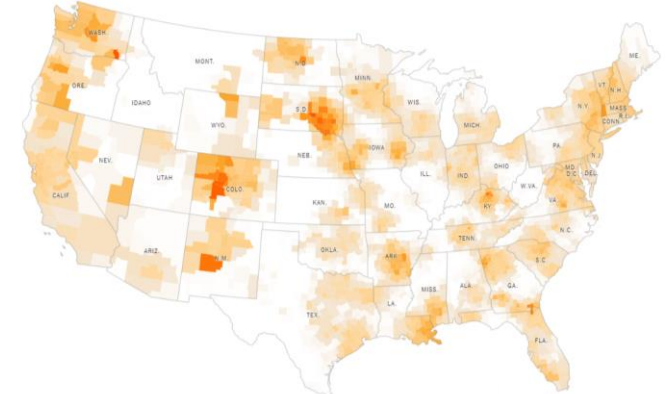 WASH.
ME.
MONT.
N.D.
MINN.
VT.
N.H.
ORE.
IDAHO
S.D.
WIS.
N.Y.
MASS.
R.I.
CONN.
WYO.
MICH.
IOWA
PA.
N.J.
NEB.
NEV.
UTAH
COLO.
ILL.
IND.
OHIO
MD.
D.C.
DEL.
W.VA.
VA.
CALIF.
KAN.
MO.
KY.
N.C.
TENN.
ARIZ.
N.M.
OKLA.
ARK.
S.C.
MISS.
ALA.
GA.
TEX.
LA.
FLA.